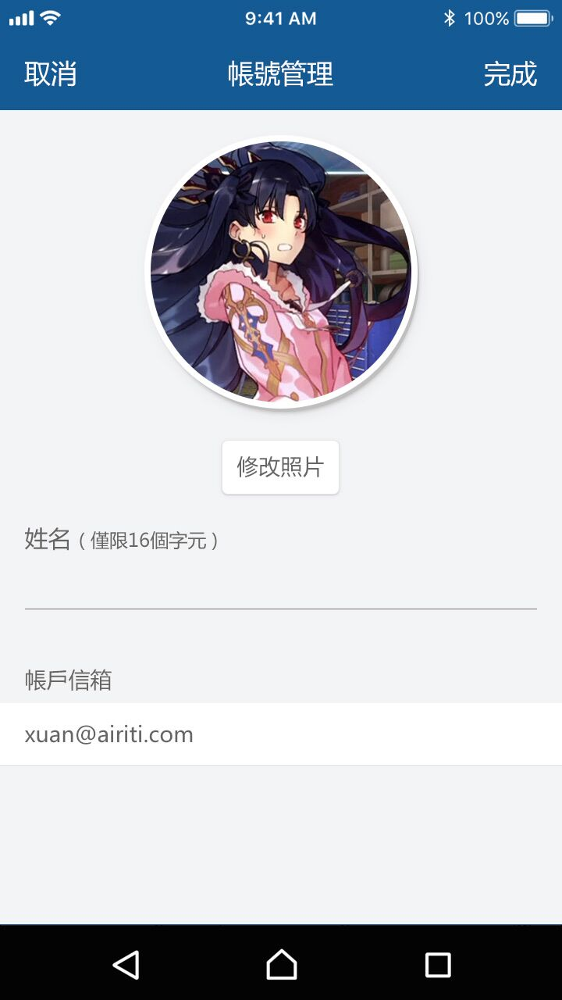 9:41 AM 100%
取消 帳號管理 完成
修改照片
姓名（僅限16個字元）
帳戶信箱
xuan@airiti.com